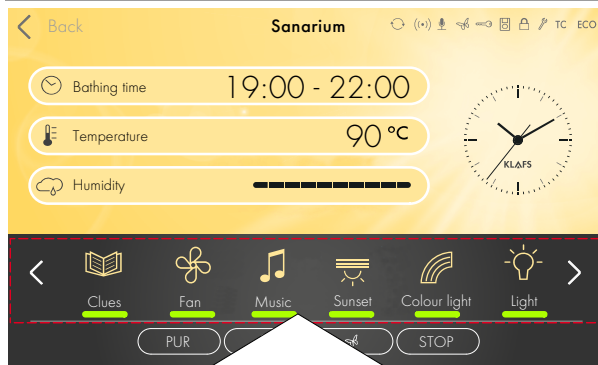 Back Sanarium TC ECO
Bathing time 19:00 - 22:00
Temperature 90 °C
KLAFS
Humidity
Clues Fan Music Sunset Colour light Light
PUR STOP